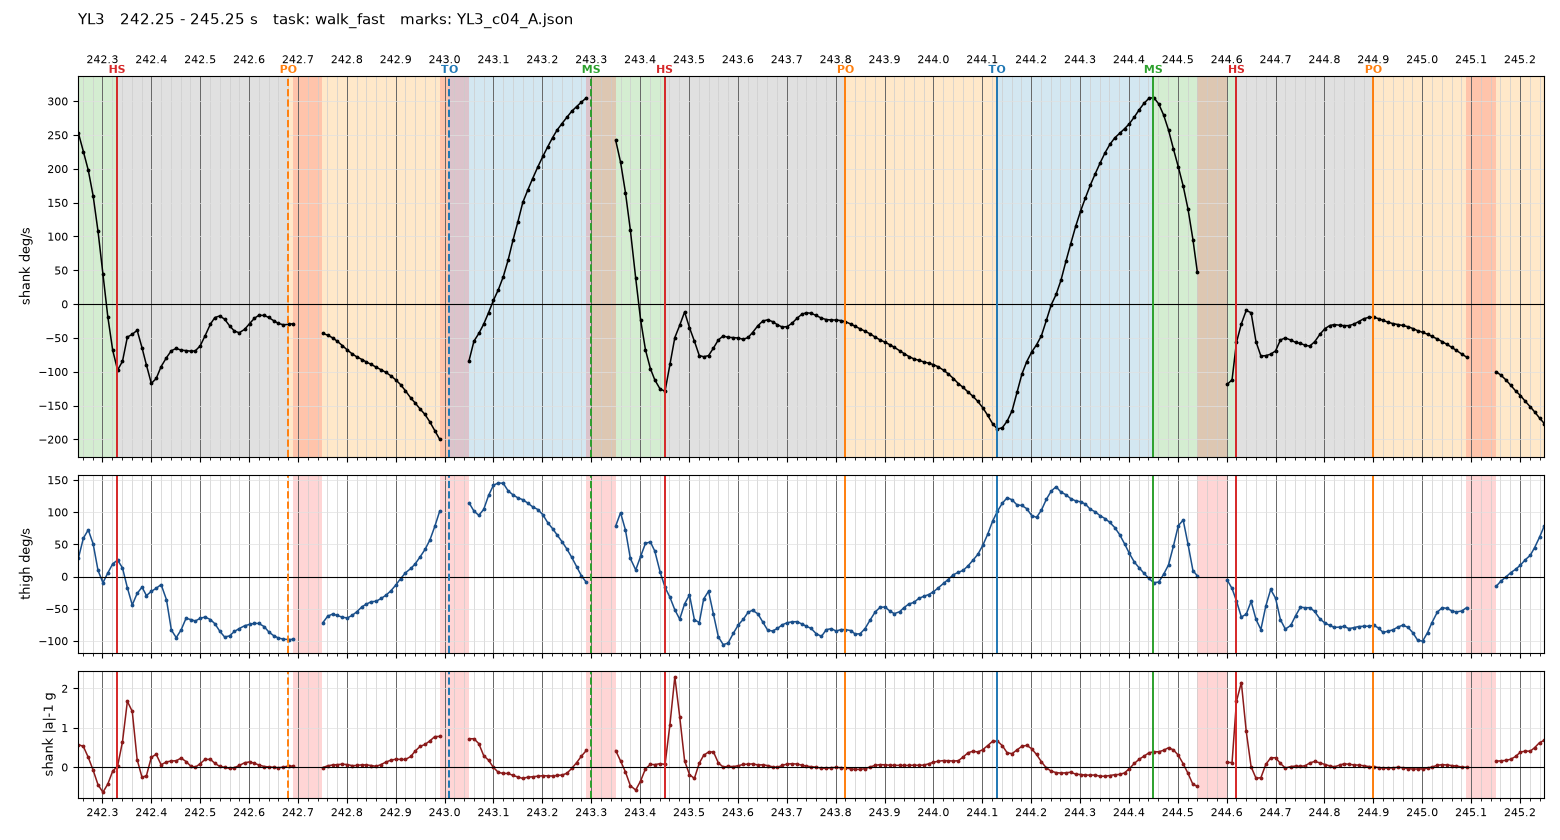 YL3   242.25 - 245.25 s   task: walk_fast   marks: YL3_c04_A.json
242.3 242.4 242.5 242.6 242.7 242.8 242.9 243.0 243.1 243.2 243.3 243.4 243.5 243.6 243.7 243.8 243.9 244.0 244.1 244.2 244.3 244.4 244.5 244.6 244.7 244.8 244.9 245.0 245.1 245.2
HS PO TO MS HS PO TO MS HS PO
shank deg/s
300
250
200
150
100
50
0
−50
−100
−150
−200
thigh deg/s
150
100
50
0
−50
−100
shank |a|-1 g
2
1
0
242.3 242.4 242.5 242.6 242.7 242.8 242.9 243.0 243.1 243.2 243.3 243.4 243.5 243.6 243.7 243.8 243.9 244.0 244.1 244.2 244.3 244.4 244.5 244.6 244.7 244.8 244.9 245.0 245.1 245.2